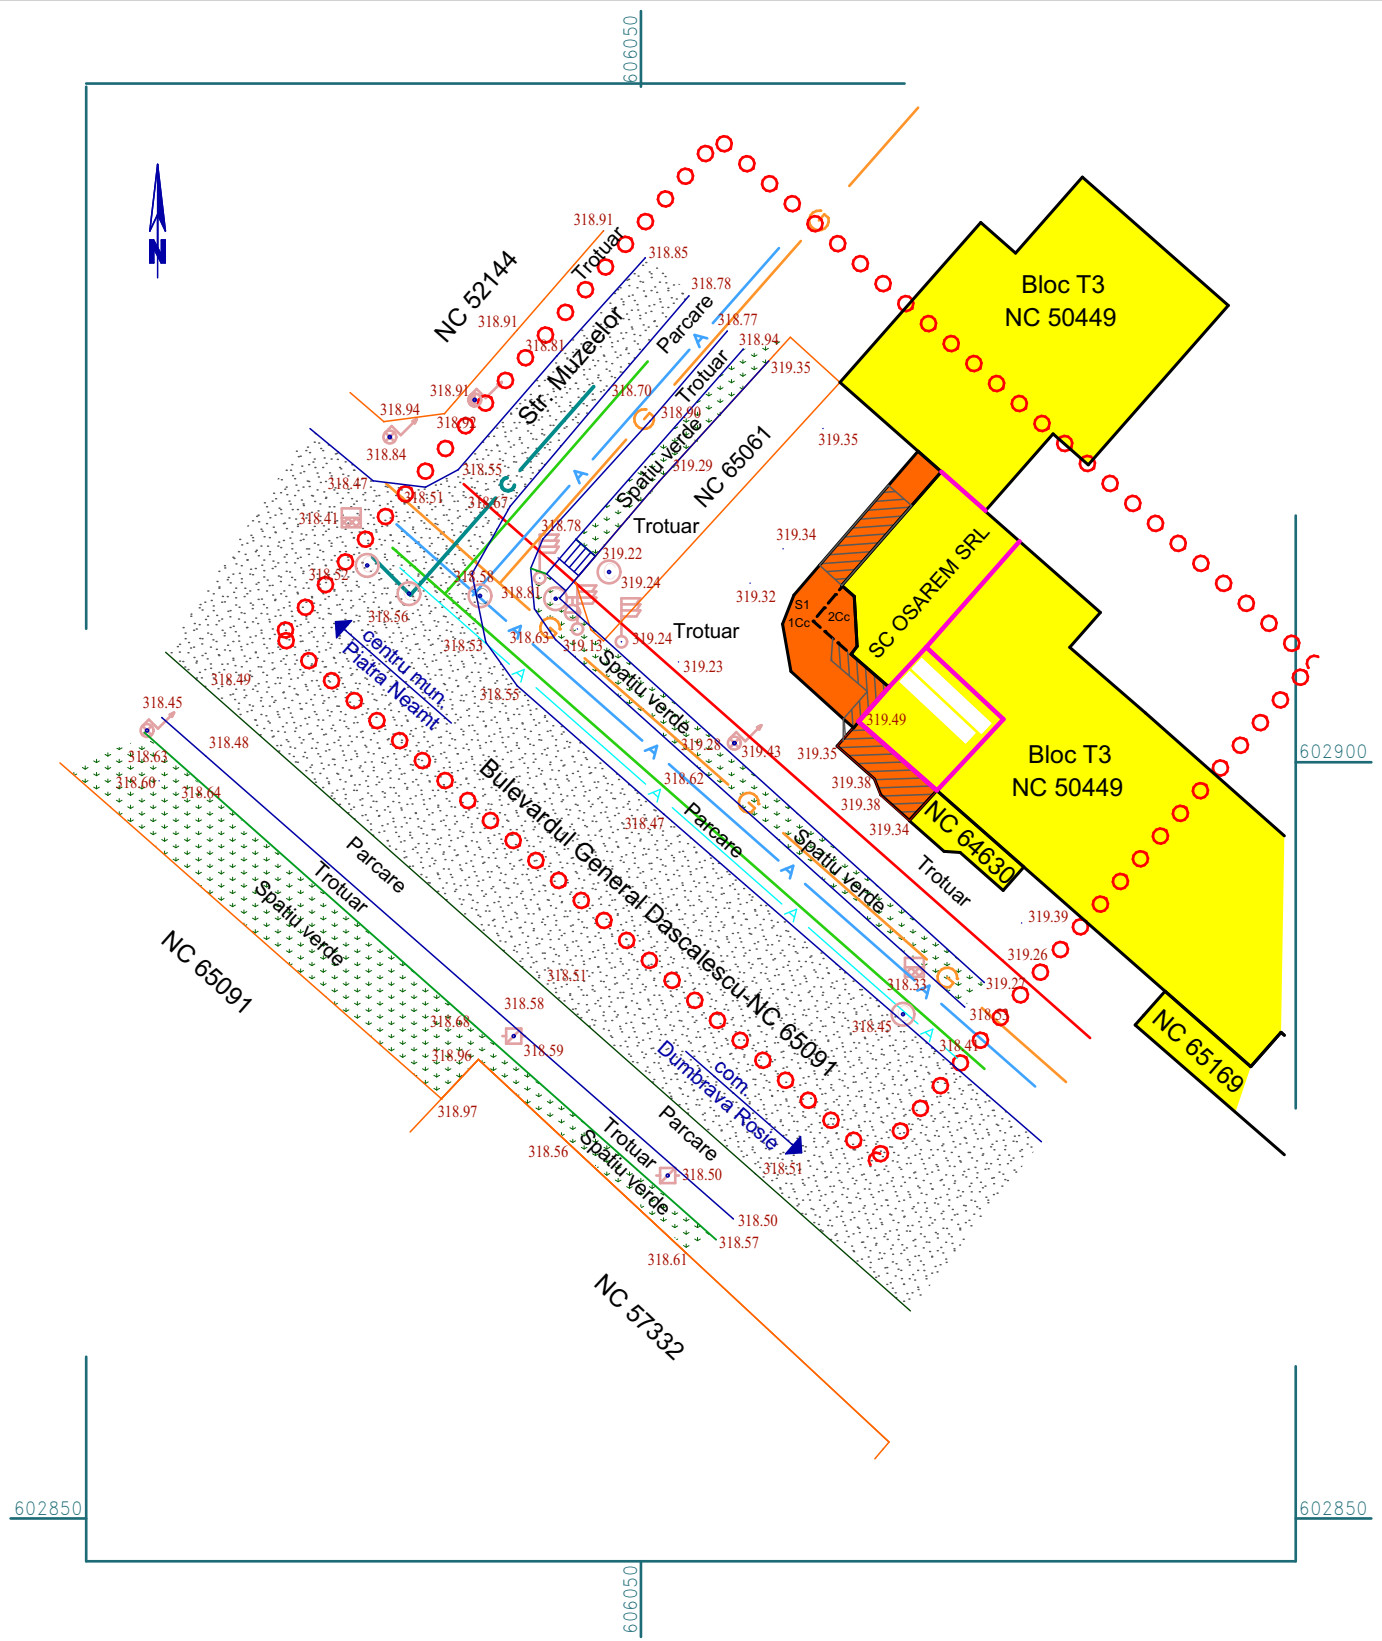 606050
318.91
Trotuar
318.85
NC 52144
318.78
Parcare
Bloc T3
NC 50449
318.91
318.77
318.81
Str. Muzeelor
A
318.94
Trotuar
319.35
318.91
318.70
G
318.94
318.92
318.90
319.35
318.84
Spatiu verde
NC 65061
318.55
319.29
318.47
A
C
318.51
318.67
318.41
318.78
Trotuar
319.34
319.22
SC OSAREM SRL
318.52
318.58
319.24
318.81
319.32
S1
1Cc
2Cc
318.56
A
G
318.63
319.13
319.24
Trotuar
centru mun.
Piatra Neamt
318.53
319.23
Spatiu verde
A
318.49
318.55
318.45
319.49
318.48
A
319.28
319.43
319.35
602900
318.63
Bloc T3
NC 50449
318.60
318.64
318.62
319.38
A
G
319.38
Bulevardul General Dascalescu-NC 65091
318.47
Parcare
319.34
NC 64630
Spatiu verde
Parcare
Trotuar
A
Trotuar
Spatiu verde
A
319.39
NC 65091
319.26
318.51
G
318.33
A
319.27
318.58
318.53
318.68
318.45
A
318.59
318.41
NC 65169
318.96
com.
Dumbrava Rosie
318.97
Parcare
318.56
Trotuar
Spatiu verde
318.51
318.50
318.50
318.57
318.61
NC 57332
602850
602850
606050
N